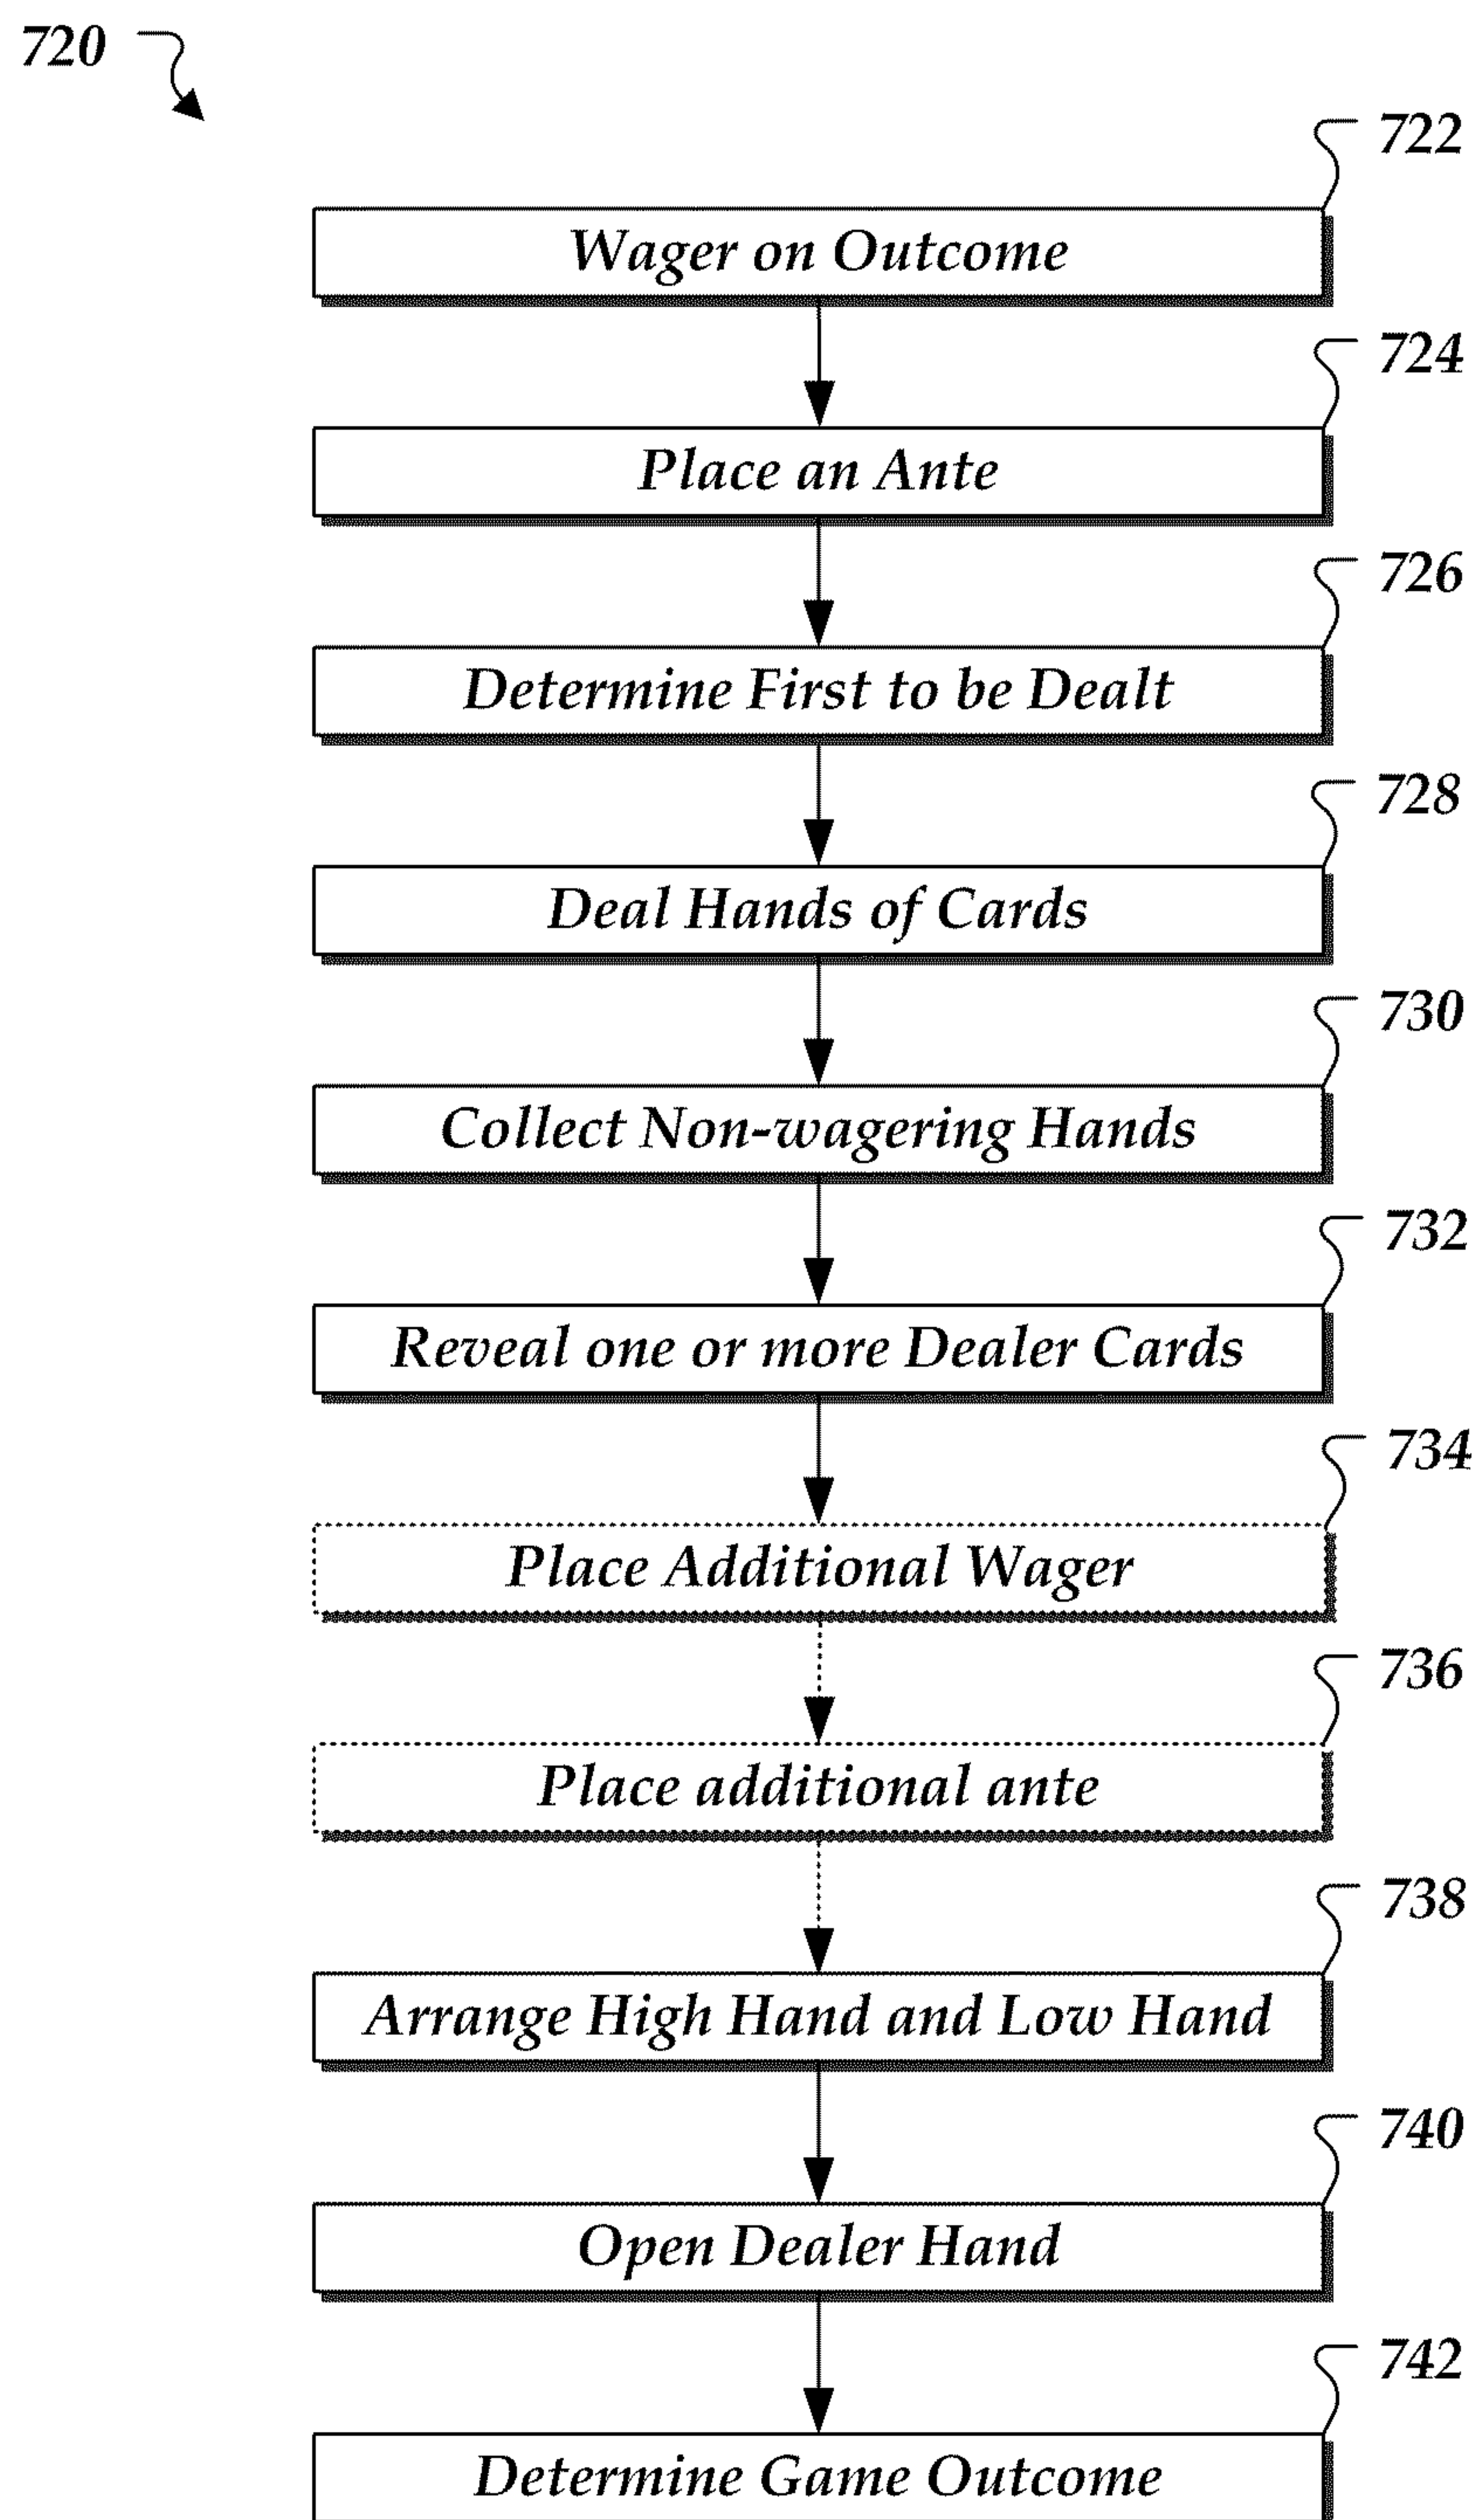 720
722
Wager on Outcome
724
Place an Ante
726
Determine First to be Dealt
728
Deal Hands of Cards
730
Collect Non-wagering Hands
732
Reveal one or more Dealer Cards
734
Place Additional Wager
736
Place additional ante
738
Arrange High Hand and Low Hand
740
Open Dealer Hand
742
Determine Game Outcome